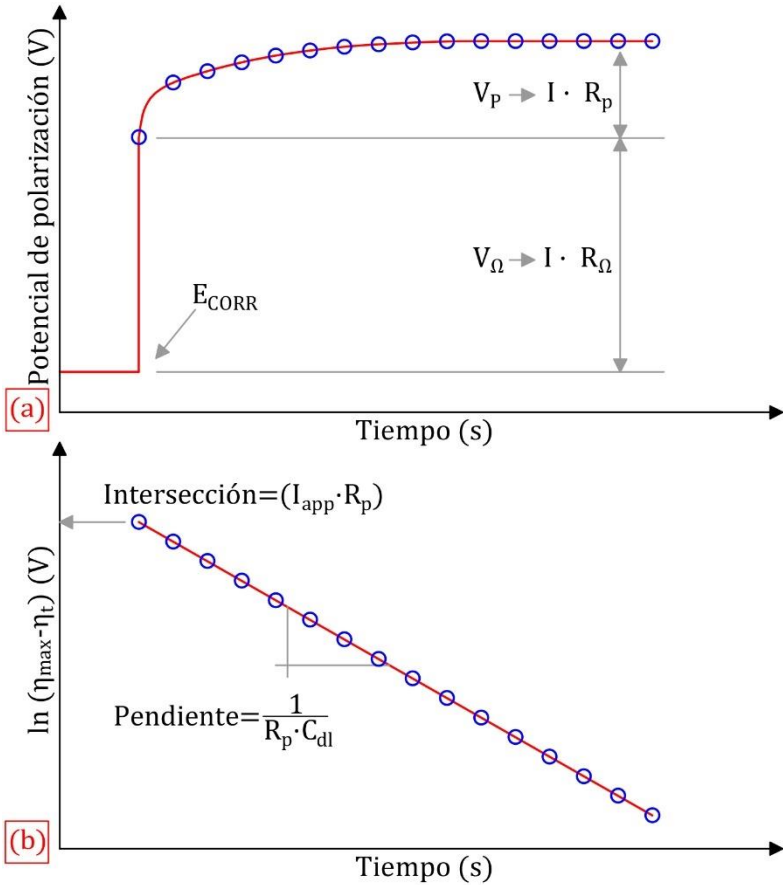 Potencial de polarización (V)
V_P → I · R_p
V_Ω → I · R_Ω
E_CORR
(a)
Tiempo (s)
Intersección=(I_app·R_p)
ln (η_max-η_t) (V)
Pendiente=1/R_p·C_dl
(b)
Tiempo (s)